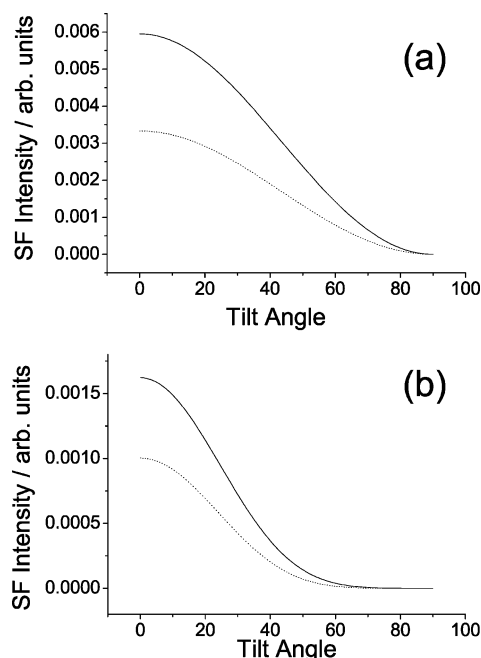 (a)
SF Intensity / arb. units
0.006
0.005
0.004
0.003
0.002
0.001
0.000
0 20 40 60 80 100
Tilt Angle
(b)
SF Intensity / arb. units
0.0015
0.0010
0.0005
0.0000
0 20 40 60 80 100
Tilt Angle